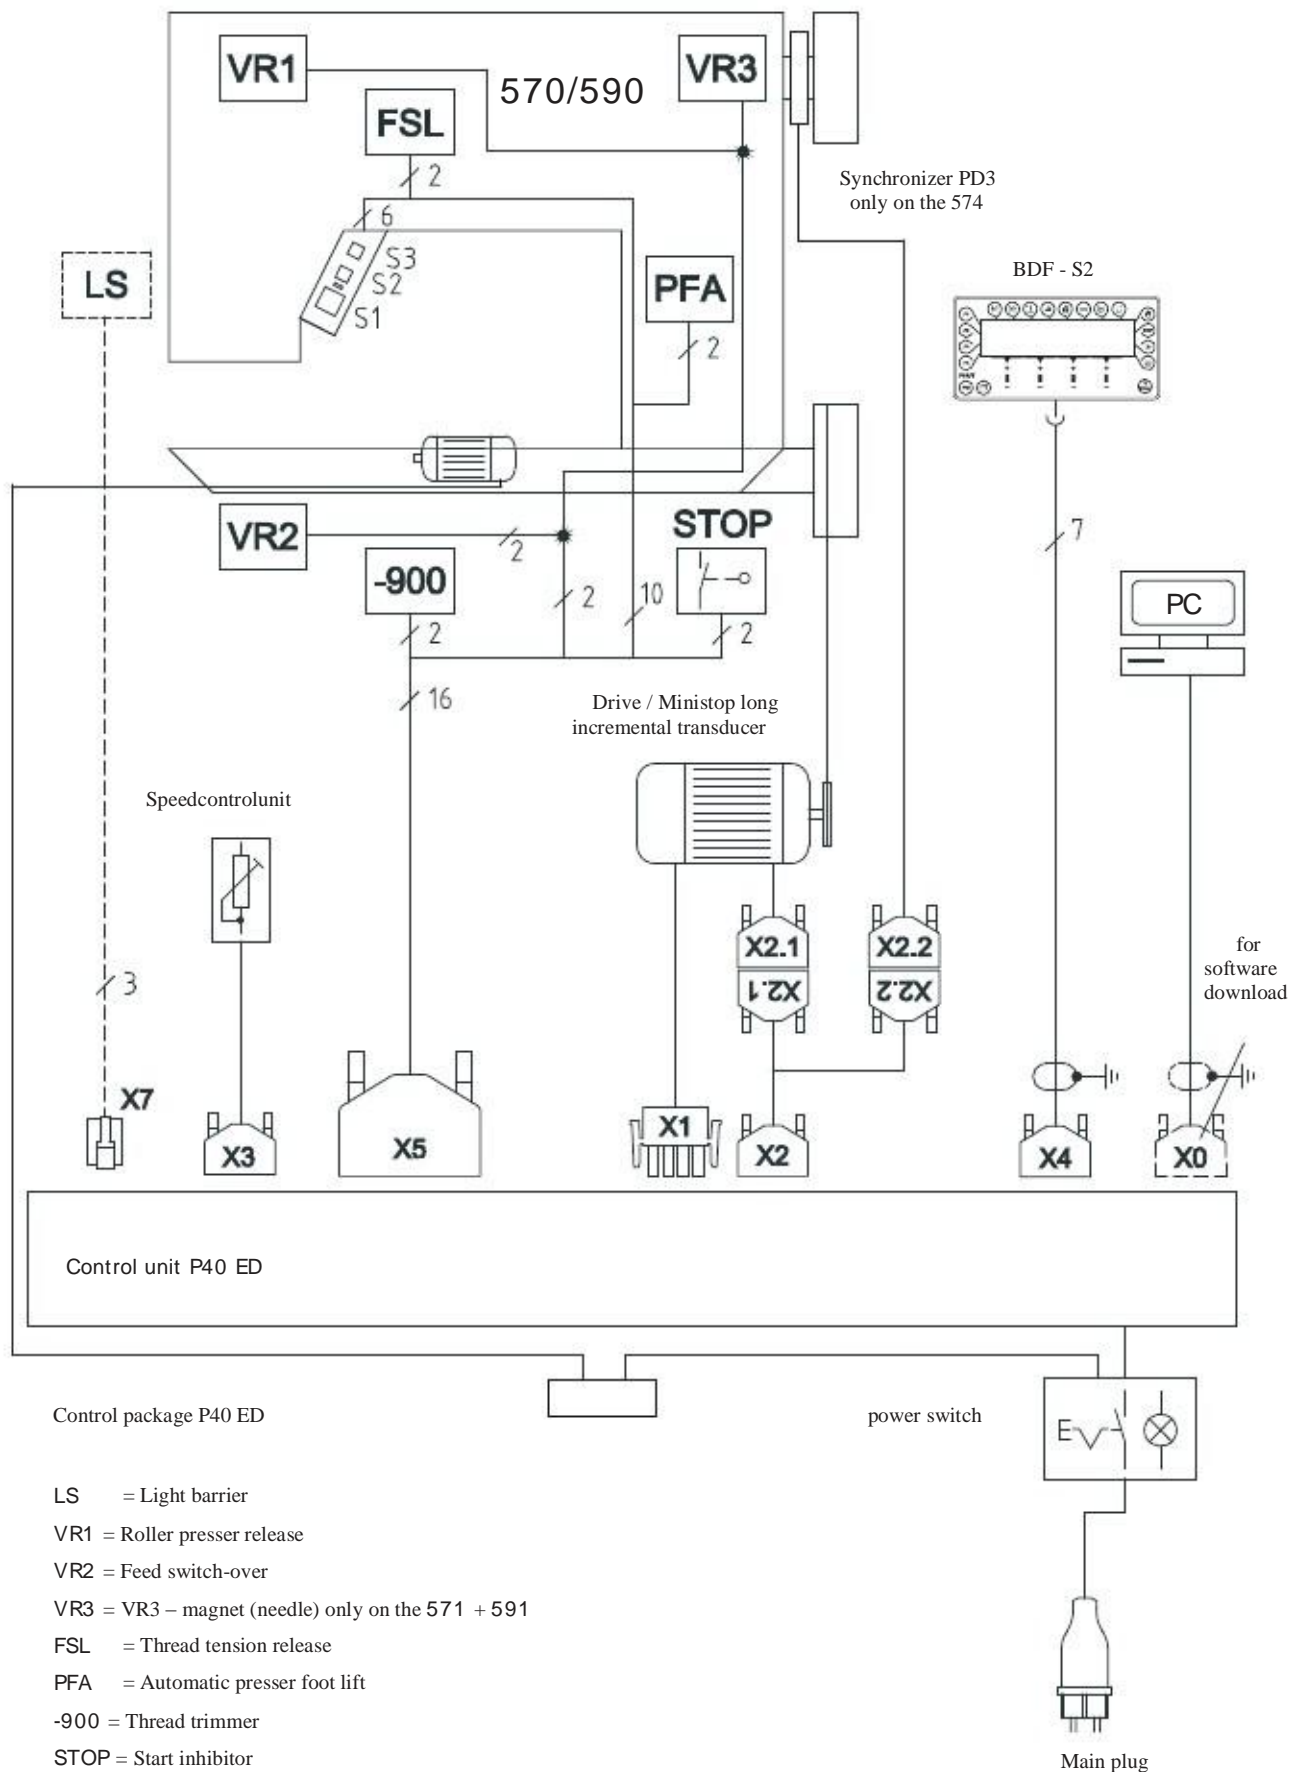 VR1
570/590
VR3
FSL
2
Synchronizer PD3
only on the 574
6
S3
S2
S1
LS
PFA
2
BDF - S2
7
VR2
2
STOP
-900
2
2
10
2
PC
16
Drive / Ministop long
incremental transducer
Speedcontrolunit
X2.1
X2.2
X2.1
X2.2
for
software
download
3
X7
X3
X5
X1
X2
X4
X0
Control unit P40 ED
Control package P40 ED
power switch
E
LS = Light barrier
VR1 = Roller presser release
VR2 = Feed switch-over
VR3 = VR3 – magnet (needle) only on the 571 + 591
FSL = Thread tension release
PFA = Automatic presser foot lift
-900 = Thread trimmer
STOP = Start inhibitor
Main plug